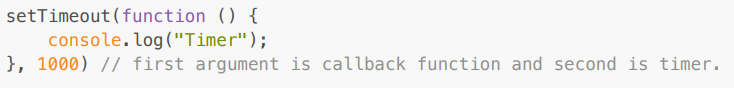 setTimeout(function () {
    console.log("Timer");
}, 1000) // first argument is callback function and second is timer.